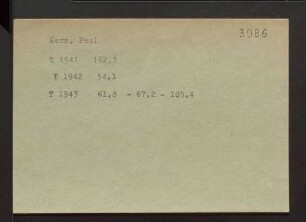 3086
Kern, Paul
T 1941 102.3
T 1942 54.1
T 1943 61.8 - 67.2 - 105.4